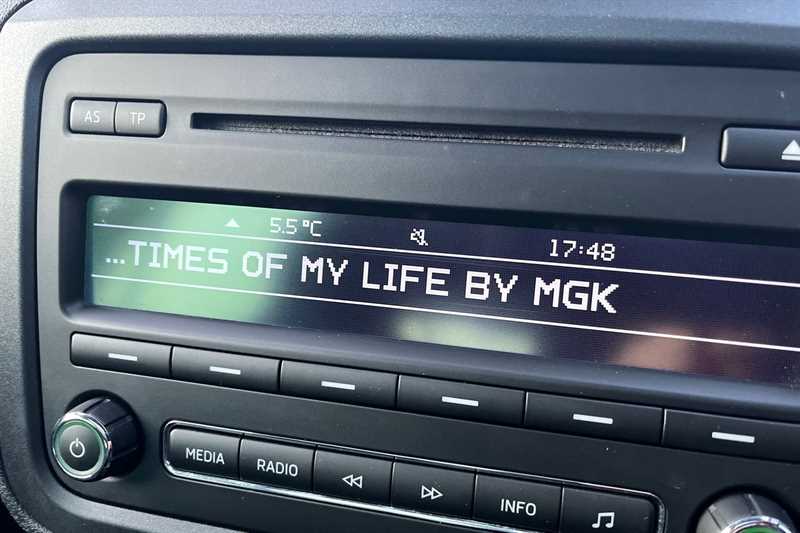 AS TP
5.5°C 17:48
...TIMES OF MY LIFE BY MGK
MEDIA RADIO INFO